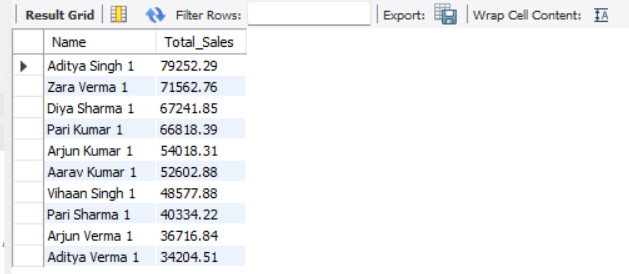 Result Grid Filter Rows: Export: Wrap Cell Content: IA
Name Total_Sales
Aditya Singh 1 79252.29
Zara Verma 1 71562.76
Diya Sharma 1 67241.85
Pari Kumar 1 66818.39
Arjun Kumar 1 54018.31
Aarav Kumar 1 52602.88
Vihaan Singh 1 48577.88
Pari Sharma 1 40334.22
Arjun Verma 1 36716.84
Aditya Verma 1 34204.51